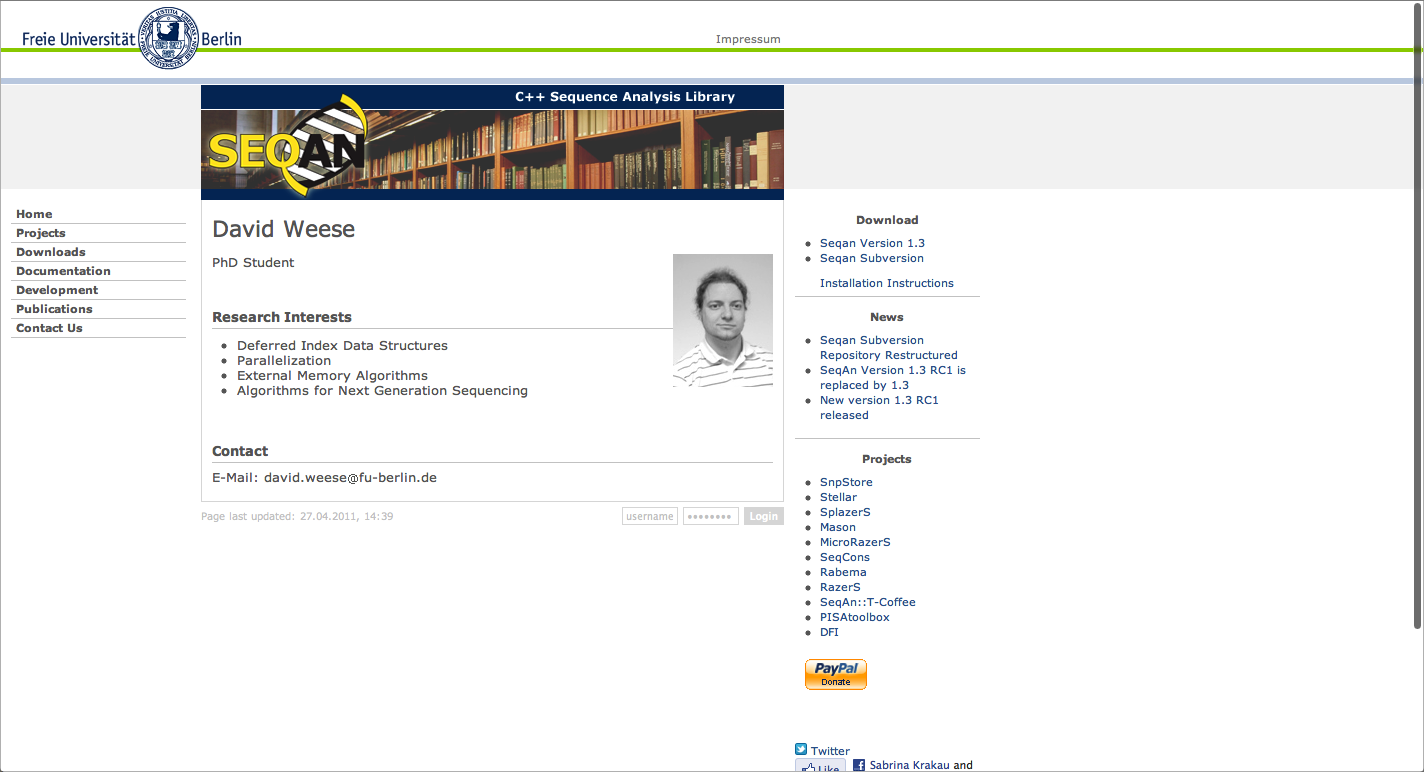 Freie Universität Berlin
Impressum
C++ Sequence Analysis Library
SEQAN
Home
Projects
Downloads
Documentation
Development
Publications
Contact Us
David Weese
PhD Student
Research Interests
Deferred Index Data Structures
Parallelization
External Memory Algorithms
Algorithms for Next Generation Sequencing
Contact
E-Mail: david.weese@fu-berlin.de
Page last updated: 27.04.2011, 14:39
username
••••••••
Login
Download
Seqan Version 1.3
Seqan Subversion
Installation Instructions
News
Seqan Subversion
Repository Restructured
SeqAn Version 1.3 RC1 is
replaced by 1.3
New version 1.3 RC1
released
Projects
SnpStore
Stellar
SplazerS
Mason
MicroRazerS
SeqCons
Rabema
RazerS
SeqAn::T-Coffee
PISAtoolbox
DFI
PayPal
Donate
Twitter
Like Sabrina Krakau and